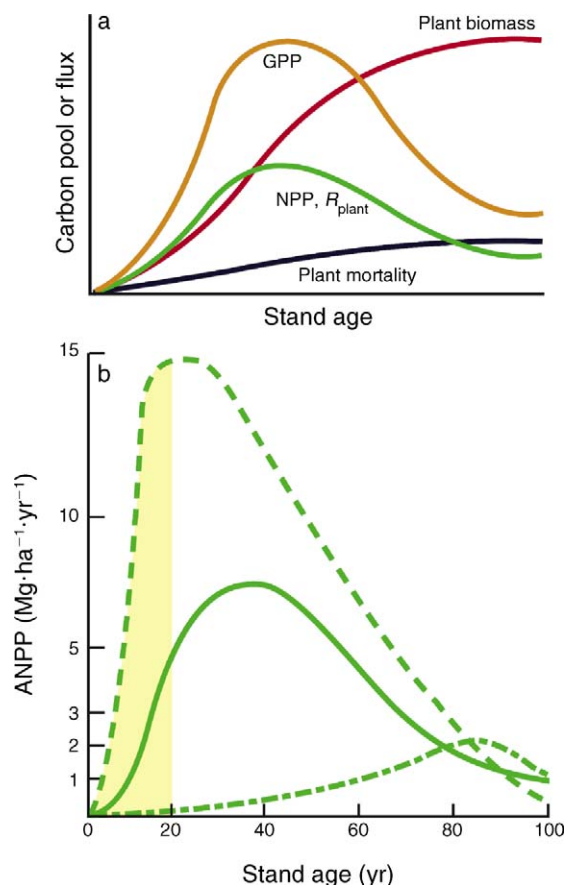 a
Plant biomass
GPP
NPP, Rplant
Plant mortality
Carbon pool or flux
Stand age
b
15
10
5
3
2
1
ANPP (Mg·ha⁻¹·yr⁻¹)
0 20 40 60 80 100
Stand age (yr)